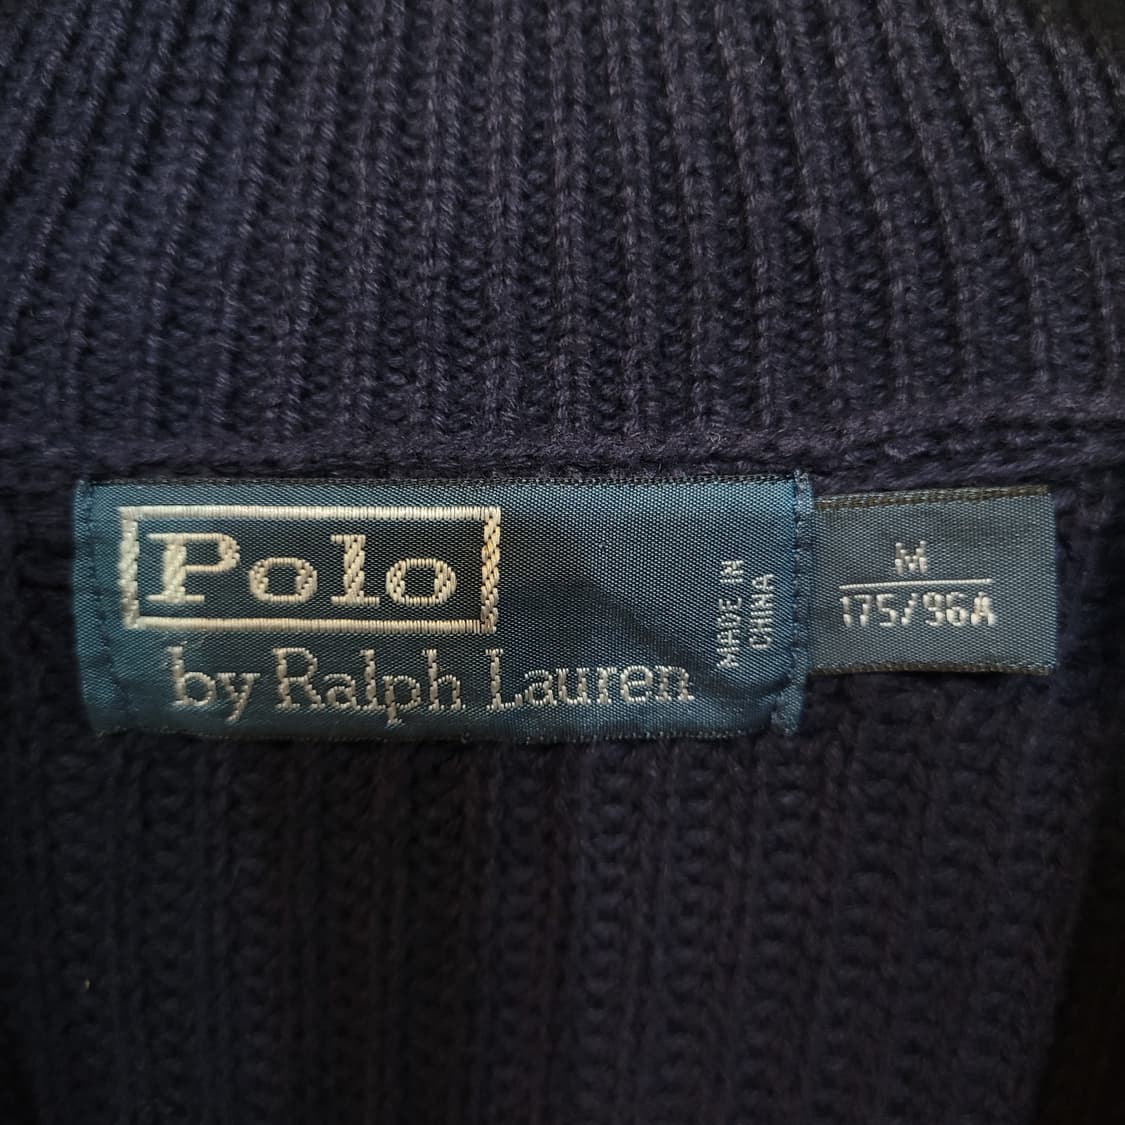 Polo
by Ralph Lauren
MADE IN
CHINA
M
175/96A